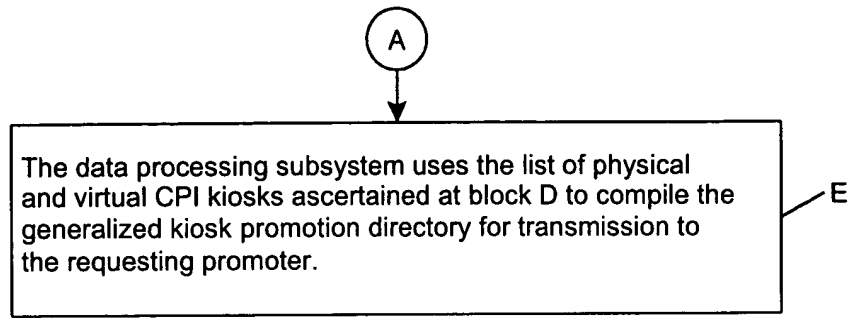 A
The data processing subsystem uses the list of physical
and virtual CPI kiosks ascertained at block D to compile the
generalized kiosk promotion directory for transmission to
the requesting promoter.
E